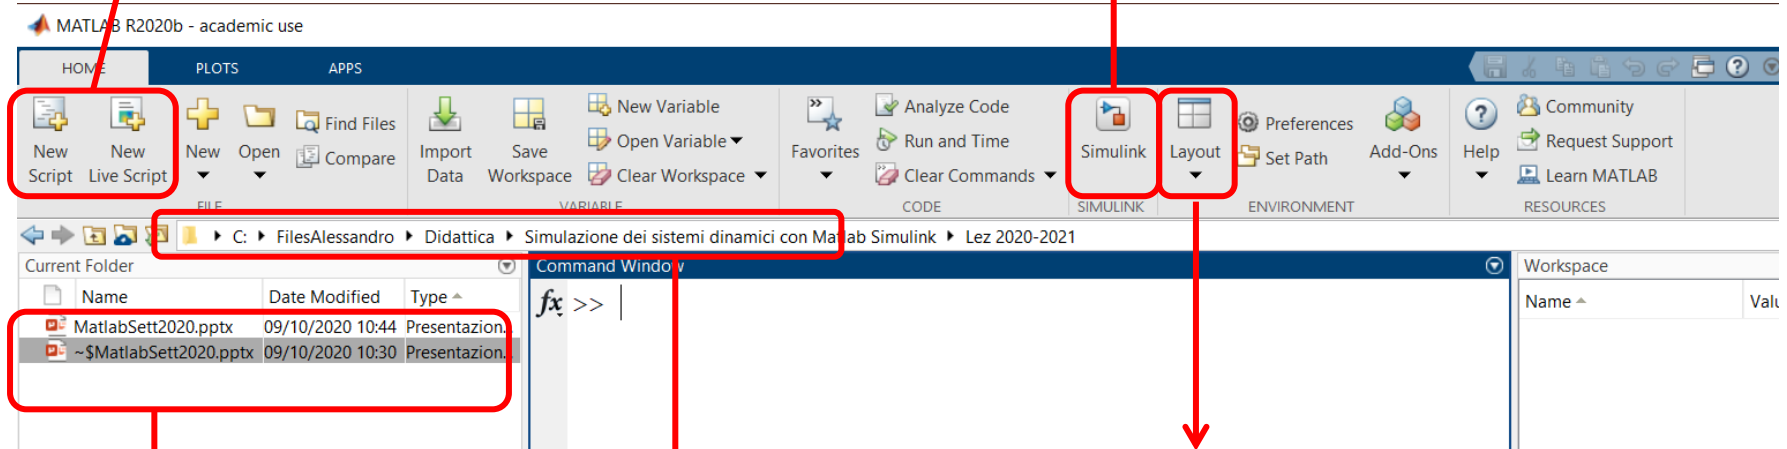 MATLAB R2020b - academic use
HOME PLOTS APPS
New Script
New Live Script
New
Open
Find Files
Compare
FILE
Import Data
Save Workspace
New Variable
Open Variable
Clear Workspace
VARIABLE
Favorites
Analyze Code
Run and Time
Clear Commands
CODE
Simulink
SIMULINK
Layout
Preferences
Set Path
Add-Ons
ENVIRONMENT
Help
Community
Request Support
Learn MATLAB
RESOURCES
C: FilesAlessandro Didattica Simulazione dei sistemi dinamici con Matlab Simulink Lez 2020-2021
Current Folder
Name Date Modified Type
MatlabSett2020.pptx 09/10/2020 10:44 Presentazion...
~$MatlabSett2020.pptx 09/10/2020 10:30 Presentazion...
Command Window
fx >>
Workspace
Name Valu